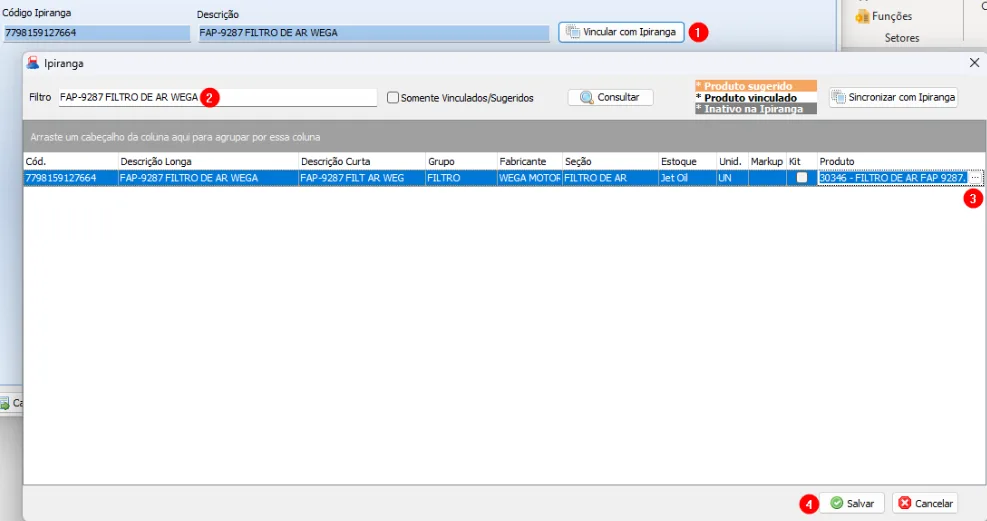 Código Ipiranga
Descrição
7798159127664
FAP-9287 FILTRO DE AR WEGA
Vincular com Ipiranga
1
Funções
Setores
Ipiranga
Filtro
FAP-9287 FILTRO DE AR WEGA
2
Somente Vinculados/Sugeridos
Consultar
* Produto sugerido
* Produto vinculado
* Inativo na Ipiranga
Sincronizar com Ipiranga
Arraste um cabeçalho da coluna aqui para agrupar por essa coluna
Cód. Descrição Longa Descrição Curta Grupo Fabricante Seção Estoque Unid. Markup Kit Produto
7798159127664 FAP-9287 FILTRO DE AR WEGA FAP-9287 FILT AR WEG FILTRO WEGA MOTOR FILTRO DE AR Jet Oil UN 30346 - FILTRO DE AR FAP 9287. ...
3
Ca
4
Salvar
Cancelar